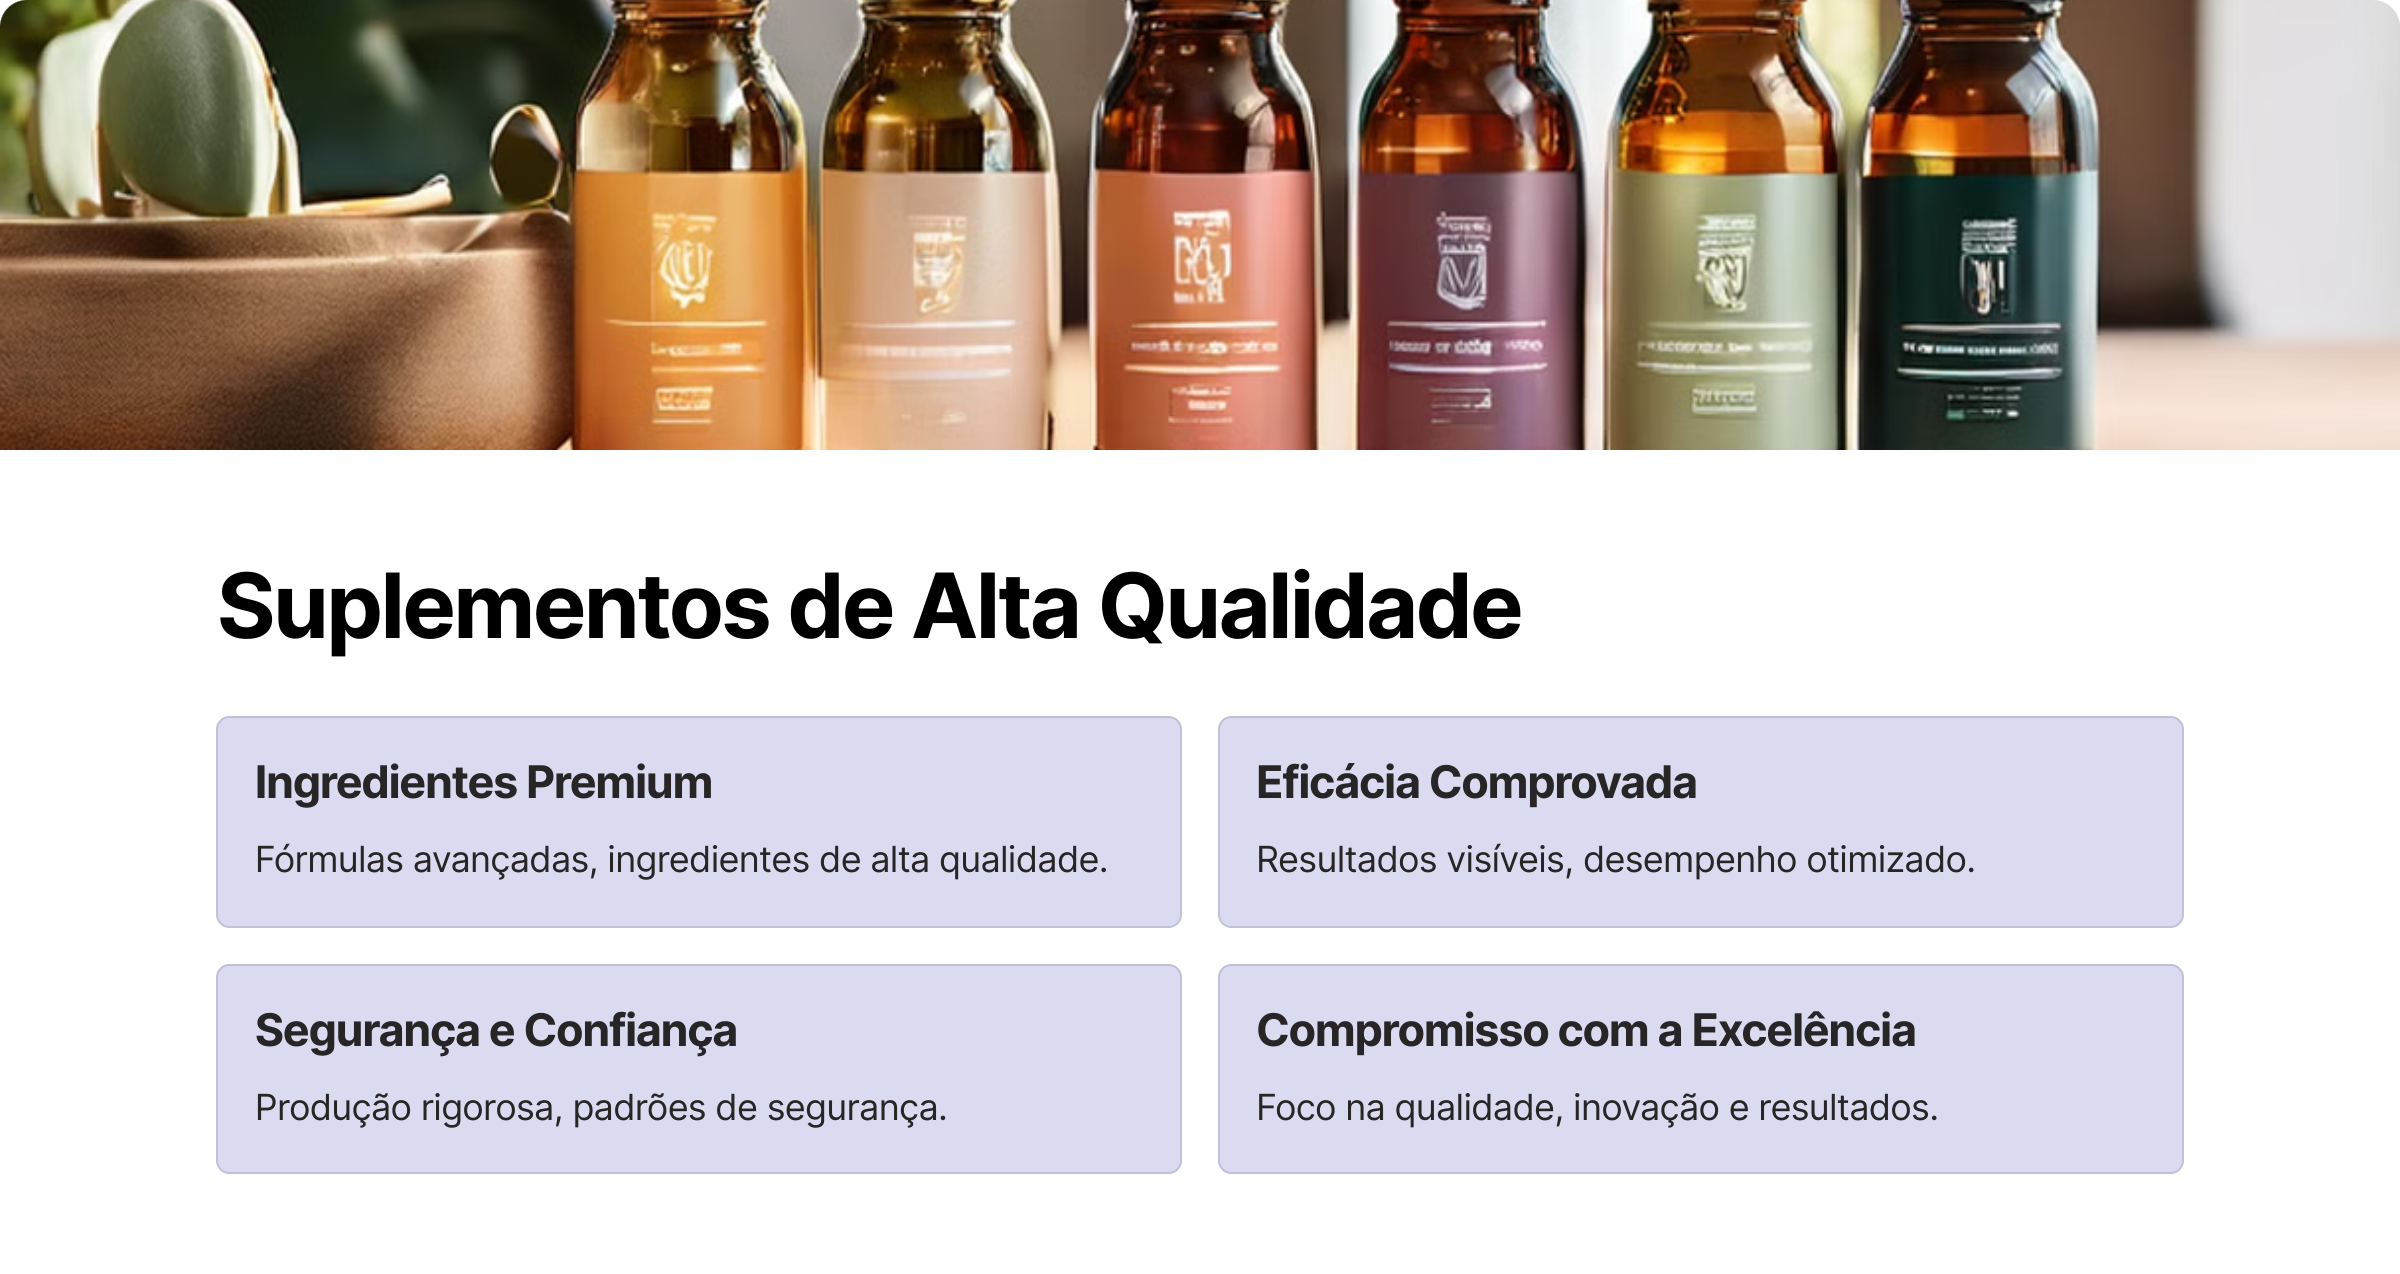 Suplementos de Alta Qualidade
Ingredientes Premium
Fórmulas avançadas, ingredientes de alta qualidade.
Eficácia Comprovada
Resultados visíveis, desempenho otimizado.
Segurança e Confiança
Produção rigorosa, padrões de segurança.
Compromisso com a Excelência
Foco na qualidade, inovação e resultados.